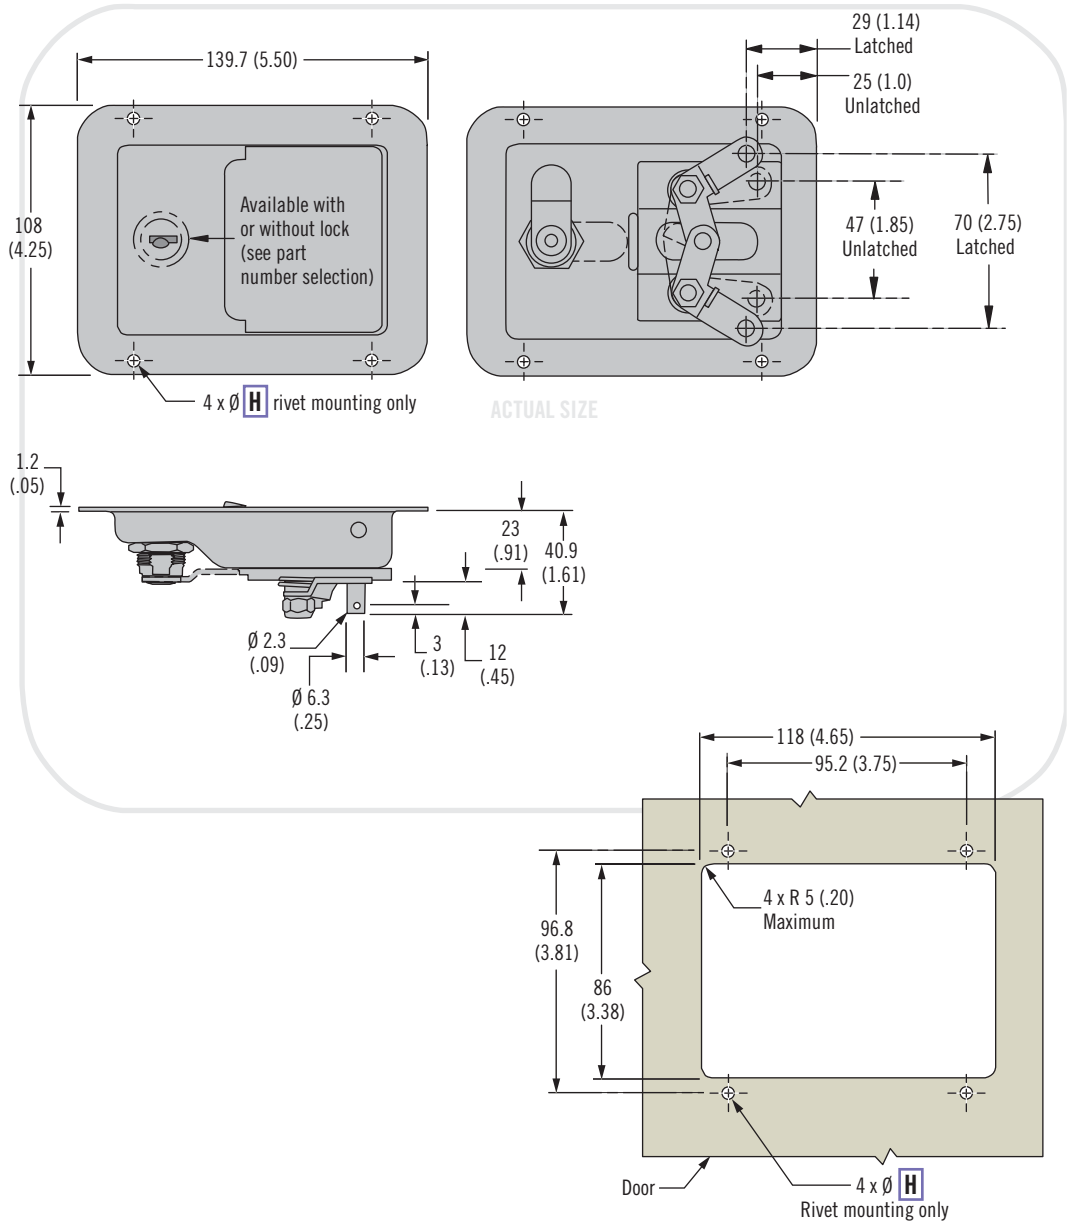 29 (1.14)
Latched
139.7 (5.50)
25 (1.0)
Unlatched
Available with
or without lock
(see part
number selection)
108
(4.25)
47 (1.85)
Unlatched
70 (2.75)
Latched
4 x Ø H rivet mounting only
ACTUAL SIZE
1.2
(.05)
23
(.91)
40.9
(1.61)
Ø 2.3
(.09)
3
(.13)
12
(.45)
Ø 6.3
(.25)
118 (4.65)
95.2 (3.75)
4 x R 5 (.20)
Maximum
96.8
(3.81)
86
(3.38)
Door
4 x Ø H
Rivet mounting only